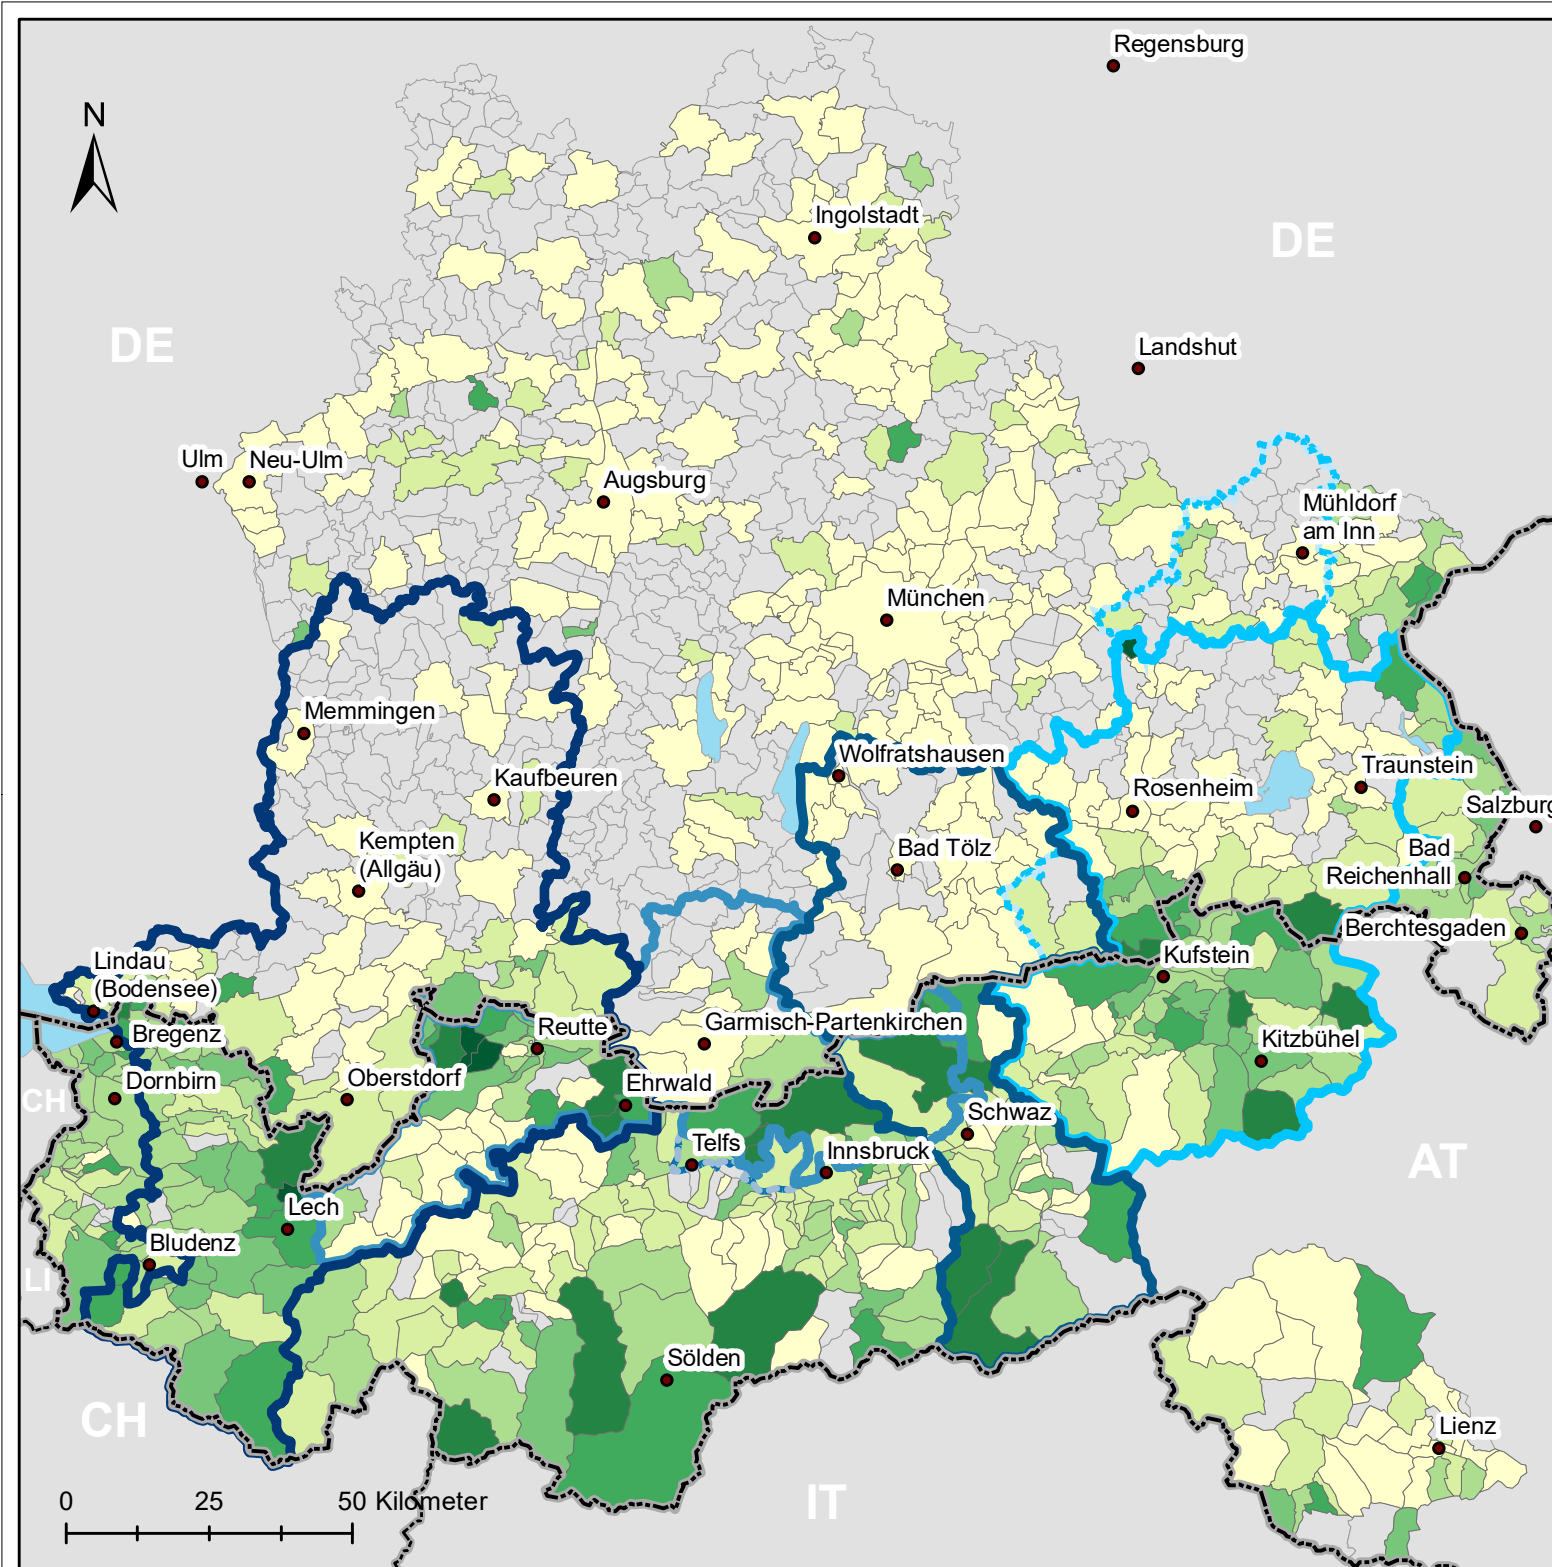 Regensburg
N
Ingolstadt
DE
DE
Landshut
Ulm
Neu-Ulm
Augsburg
Mühldorf
am Inn
München
Memmingen
Wolfratshausen
Traunstein
Kaufbeuren
Rosenheim
Salzburg
Kempten
(Allgäu)
Bad Tölz
Bad
Reichenhall
Berchtesgaden
Lindau
(Bodensee)
Kufstein
Bregenz
Reutte
Garmisch-Partenkirchen
Kitzbühel
Dornbirn
Oberstdorf
Ehrwald
CH
Schwaz
Telfs
Innsbruck
AT
Lech
Bludenz
LI
Sölden
CH
Lienz
IT
0 25 50 Kilometer